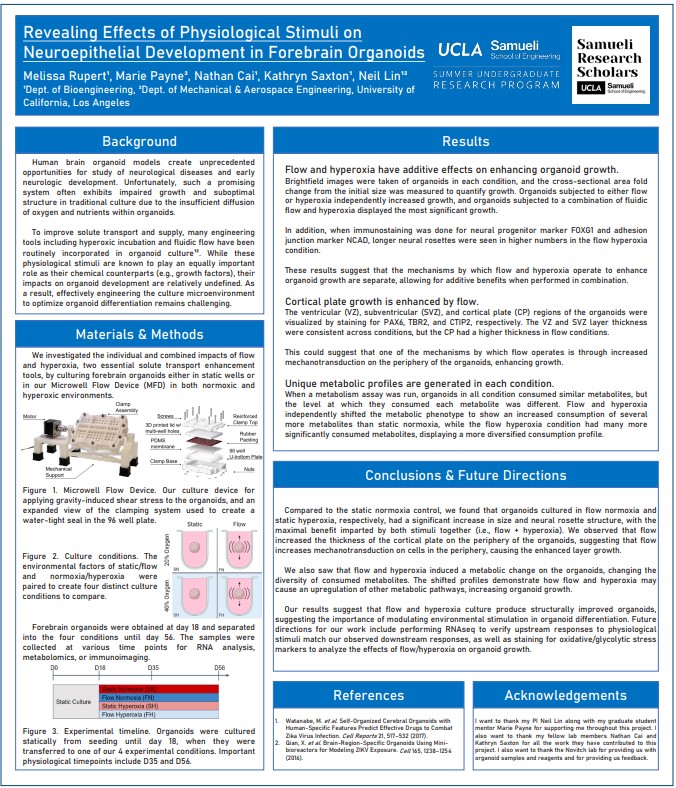 Revealing Effects of Physiological Stimuli on
Neuroepithelial Development in Forebrain Organoids
Melissa Rupert¹, Marie Payne², Nathan Cai¹, Kathryn Saxton¹, Neil Lin¹²
¹Dept. of Bioengineering, ²Dept. of Mechanical & Aerospace Engineering, University of
California, Los Angeles
UCLA Samueli
School of Engineering
SUMMER UNDERGRADUATE
RESEARCH PROGRAM
Samueli
Research
Scholars
UCLA Samueli
School of Engineering
Background
Human brain organoid models create unprecedented
opportunities for study of neurological diseases and early
neurologic development. Unfortunately, such a promising
system often exhibits impaired growth and suboptimal
structure in traditional culture due to the insufficient diffusion
of oxygen and nutrients within organoids.
To improve solute transport and supply, many engineering
tools including hyperoxic incubation and fluidic flow have been
routinely incorporated in organoid culture¹². While these
physiological stimuli are known to play an equally important
role as their chemical counterparts (e.g., growth factors), their
impacts on organoid development are relatively undefined. As
a result, effectively engineering the culture microenvironment
to optimize organoid differentiation remains challenging.
Materials & Methods
We investigated the individual and combined impacts of flow
and hyperoxia, two essential solute transport enhancement
tools, by culturing forebrain organoids either in static wells or
in our Microwell Flow Device (MFD) in both normoxic and
hyperoxic environments.
Motor
Clamp
Assembly
Mechanical
Support
Screws
3D printed lid w/
multi-well holes
PDMS
membrane
Clamp Base
Reinforced
Clamp Top
Rubber
Padding
96 well
U-bottom Plate
Nuts
Figure 1. Microwell Flow Device. Our culture device for
applying gravity-induced shear stress to the organoids, and an
expanded view of the clamping system used to create a
water-tight seal in the 96 well plate.
Figure 2. Culture conditions. The
environmental factors of static/flow
and normoxia/hyperoxia were
paired to create four distinct culture
conditions to compare.
Static
Flow
20% Oxygen
40% Oxygen
SN
FN
SH
FH
Forebrain organoids were obtained at day 18 and separated
into the four conditions until day 56. The samples were
collected at various time points for RNA analysis,
metabolomics, or immunoimaging.
D0
D18
D35
D56
Static Culture
Static Normoxia (SN)
Flow Normoxia (FN)
Static Hyperoxia (SH)
Flow Hyperoxia (FH)
Figure 3. Experimental timeline. Organoids were cultured
statically from seeding until day 18, when they were
transferred to one of our 4 experimental conditions. Important
physiological timepoints include D35 and D56.
Results
Flow and hyperoxia have additive effects on enhancing organoid growth.
Brightfield images were taken of organoids in each condition, and the cross-sectional area fold
change from the initial size was measured to quantify growth. Organoids subjected to either flow
or hyperoxia independently increased growth, and organoids subjected to a combination of fluidic
flow and hyperoxia displayed the most significant growth.
In addition, when immunostaining was done for neural progenitor marker FOXG1 and adhesion
junction marker NCAD, longer neural rosettes were seen in higher numbers in the flow hyperoxia
condition.
These results suggest that the mechanisms by which flow and hyperoxia operate to enhance
organoid growth are separate, allowing for additive benefits when performed in combination.
Cortical plate growth is enhanced by flow.
The ventricular (VZ), subventricular (SVZ), and cortical plate (CP) regions of the organoids were
visualized by staining for PAX6, TBR2, and CTIP2, respectively. The VZ and SVZ layer thickness
were consistent across conditions, but the CP had a higher thickness in flow conditions.
This could suggest that one of the mechanisms by which flow operates is through increased
mechanotransduction on the periphery of the organoids, enhancing growth.
Unique metabolic profiles are generated in each condition.
When a metabolism assay was run, organoids in all condition consumed similar metabolites, but
the level at which they consumed each metabolite was different. Flow and hyperoxia
independently shifted the metabolic phenotype to show an increased consumption of several
more metabolites than static normoxia, while the flow hyperoxia condition had many more
significantly consumed metabolites, displaying a more diversified consumption profile.
Conclusions & Future Directions
Compared to the static normoxia control, we found that organoids cultured in flow normoxia and
static hyperoxia, respectively, had a significant increase in size and neural rosette structure, with the
maximal benefit imparted by both stimuli together (i.e., flow + hyperoxia). We observed that flow
increased the thickness of the cortical plate on the periphery of the organoids, suggesting that flow
increases mechanotransduction on cells in the periphery, causing the enhanced layer growth.
We also saw that flow and hyperoxia induced a metabolic change on the organoids, changing the
diversity of consumed metabolites. The shifted profiles demonstrate how flow and hyperoxia may
cause an upregulation of other metabolic pathways, increasing organoid growth.
Our results suggest that flow and hyperoxia culture produce structurally improved organoids,
suggesting the importance of modulating environmental stimulation in organoid differentiation. Future
directions for our work include performing RNAseq to verify upstream responses to physiological
stimuli match our observed downstream responses, as well as staining for oxidative/glycolytic stress
markers to analyze the effects of flow/hyperoxia on organoid growth.
References
1. Watanabe, M. et al. Self-Organized Cerebral Organoids with
Human-Specific Features Predict Effective Drugs to Combat
Zika Virus Infection. Cell Reports 21, 517–532 (2017).
2. Qian, X. et al. Brain-Region-Specific Organoids Using Mini-
bioreactors for Modeling ZIKV Exposure. Cell 165, 1238–1254
(2016).
Acknowledgements
I want to thank my PI Neil Lin along with my graduate student
mentor Marie Payne for supporting me throughout this project. I
also want to thank my fellow lab members Nathan Cai and
Kathryn Saxton for all the work they have contributed to this
project. I also want to thank the Novitch lab for providing us with
organoid samples and reagents and for providing us feedback.